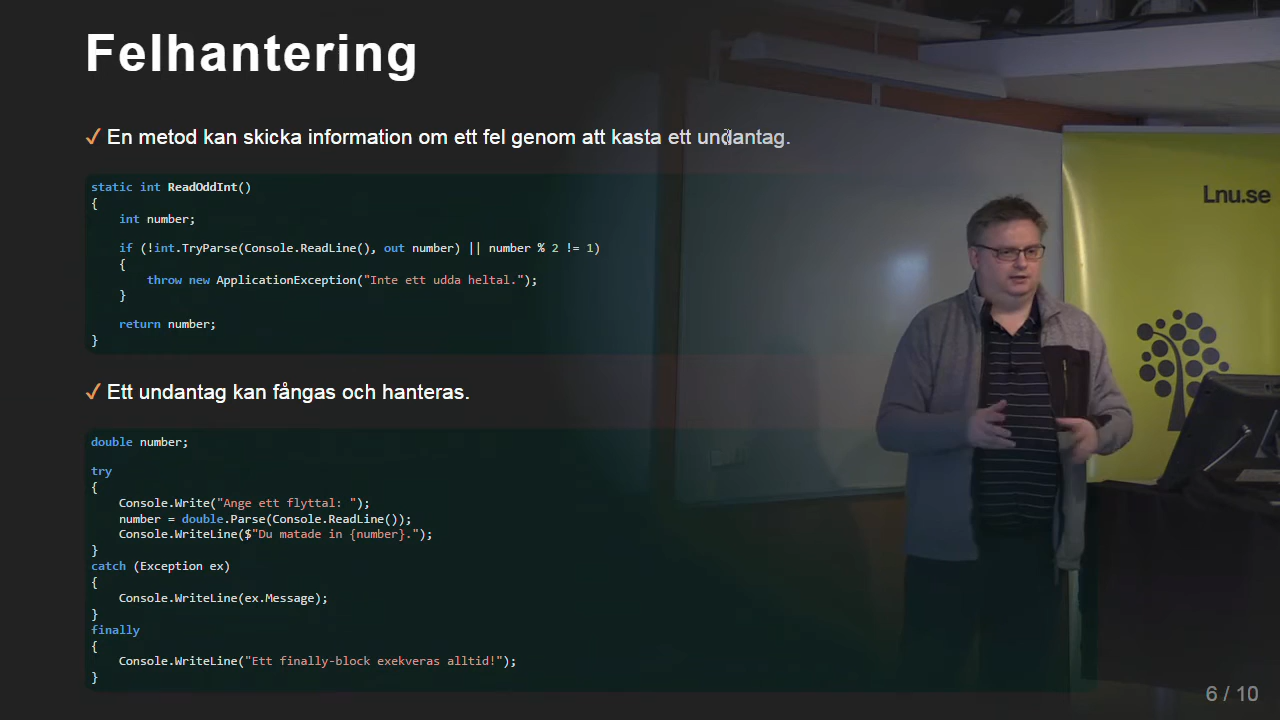 Felhantering
✓ En metod kan skicka information om ett fel genom att kasta ett undantag.
static int ReadOddInt()
{
    int number;
    if (!int.TryParse(Console.ReadLine(), out number) || number % 2 != 1)
    {
        throw new ApplicationException("Inte ett udda heltal.");
    }
    return number;
}
✓ Ett undantag kan fångas och hanteras.
double number;
try
{
    Console.Write("Ange ett flyttal: ");
    number = double.Parse(Console.ReadLine());
    Console.WriteLine($"Du matade in {number}.");
}
catch (Exception ex)
{
    Console.WriteLine(ex.Message);
}
finally
{
    Console.WriteLine("Ett finally-block exekveras alltid!");
}
Lnu.se
6 / 10